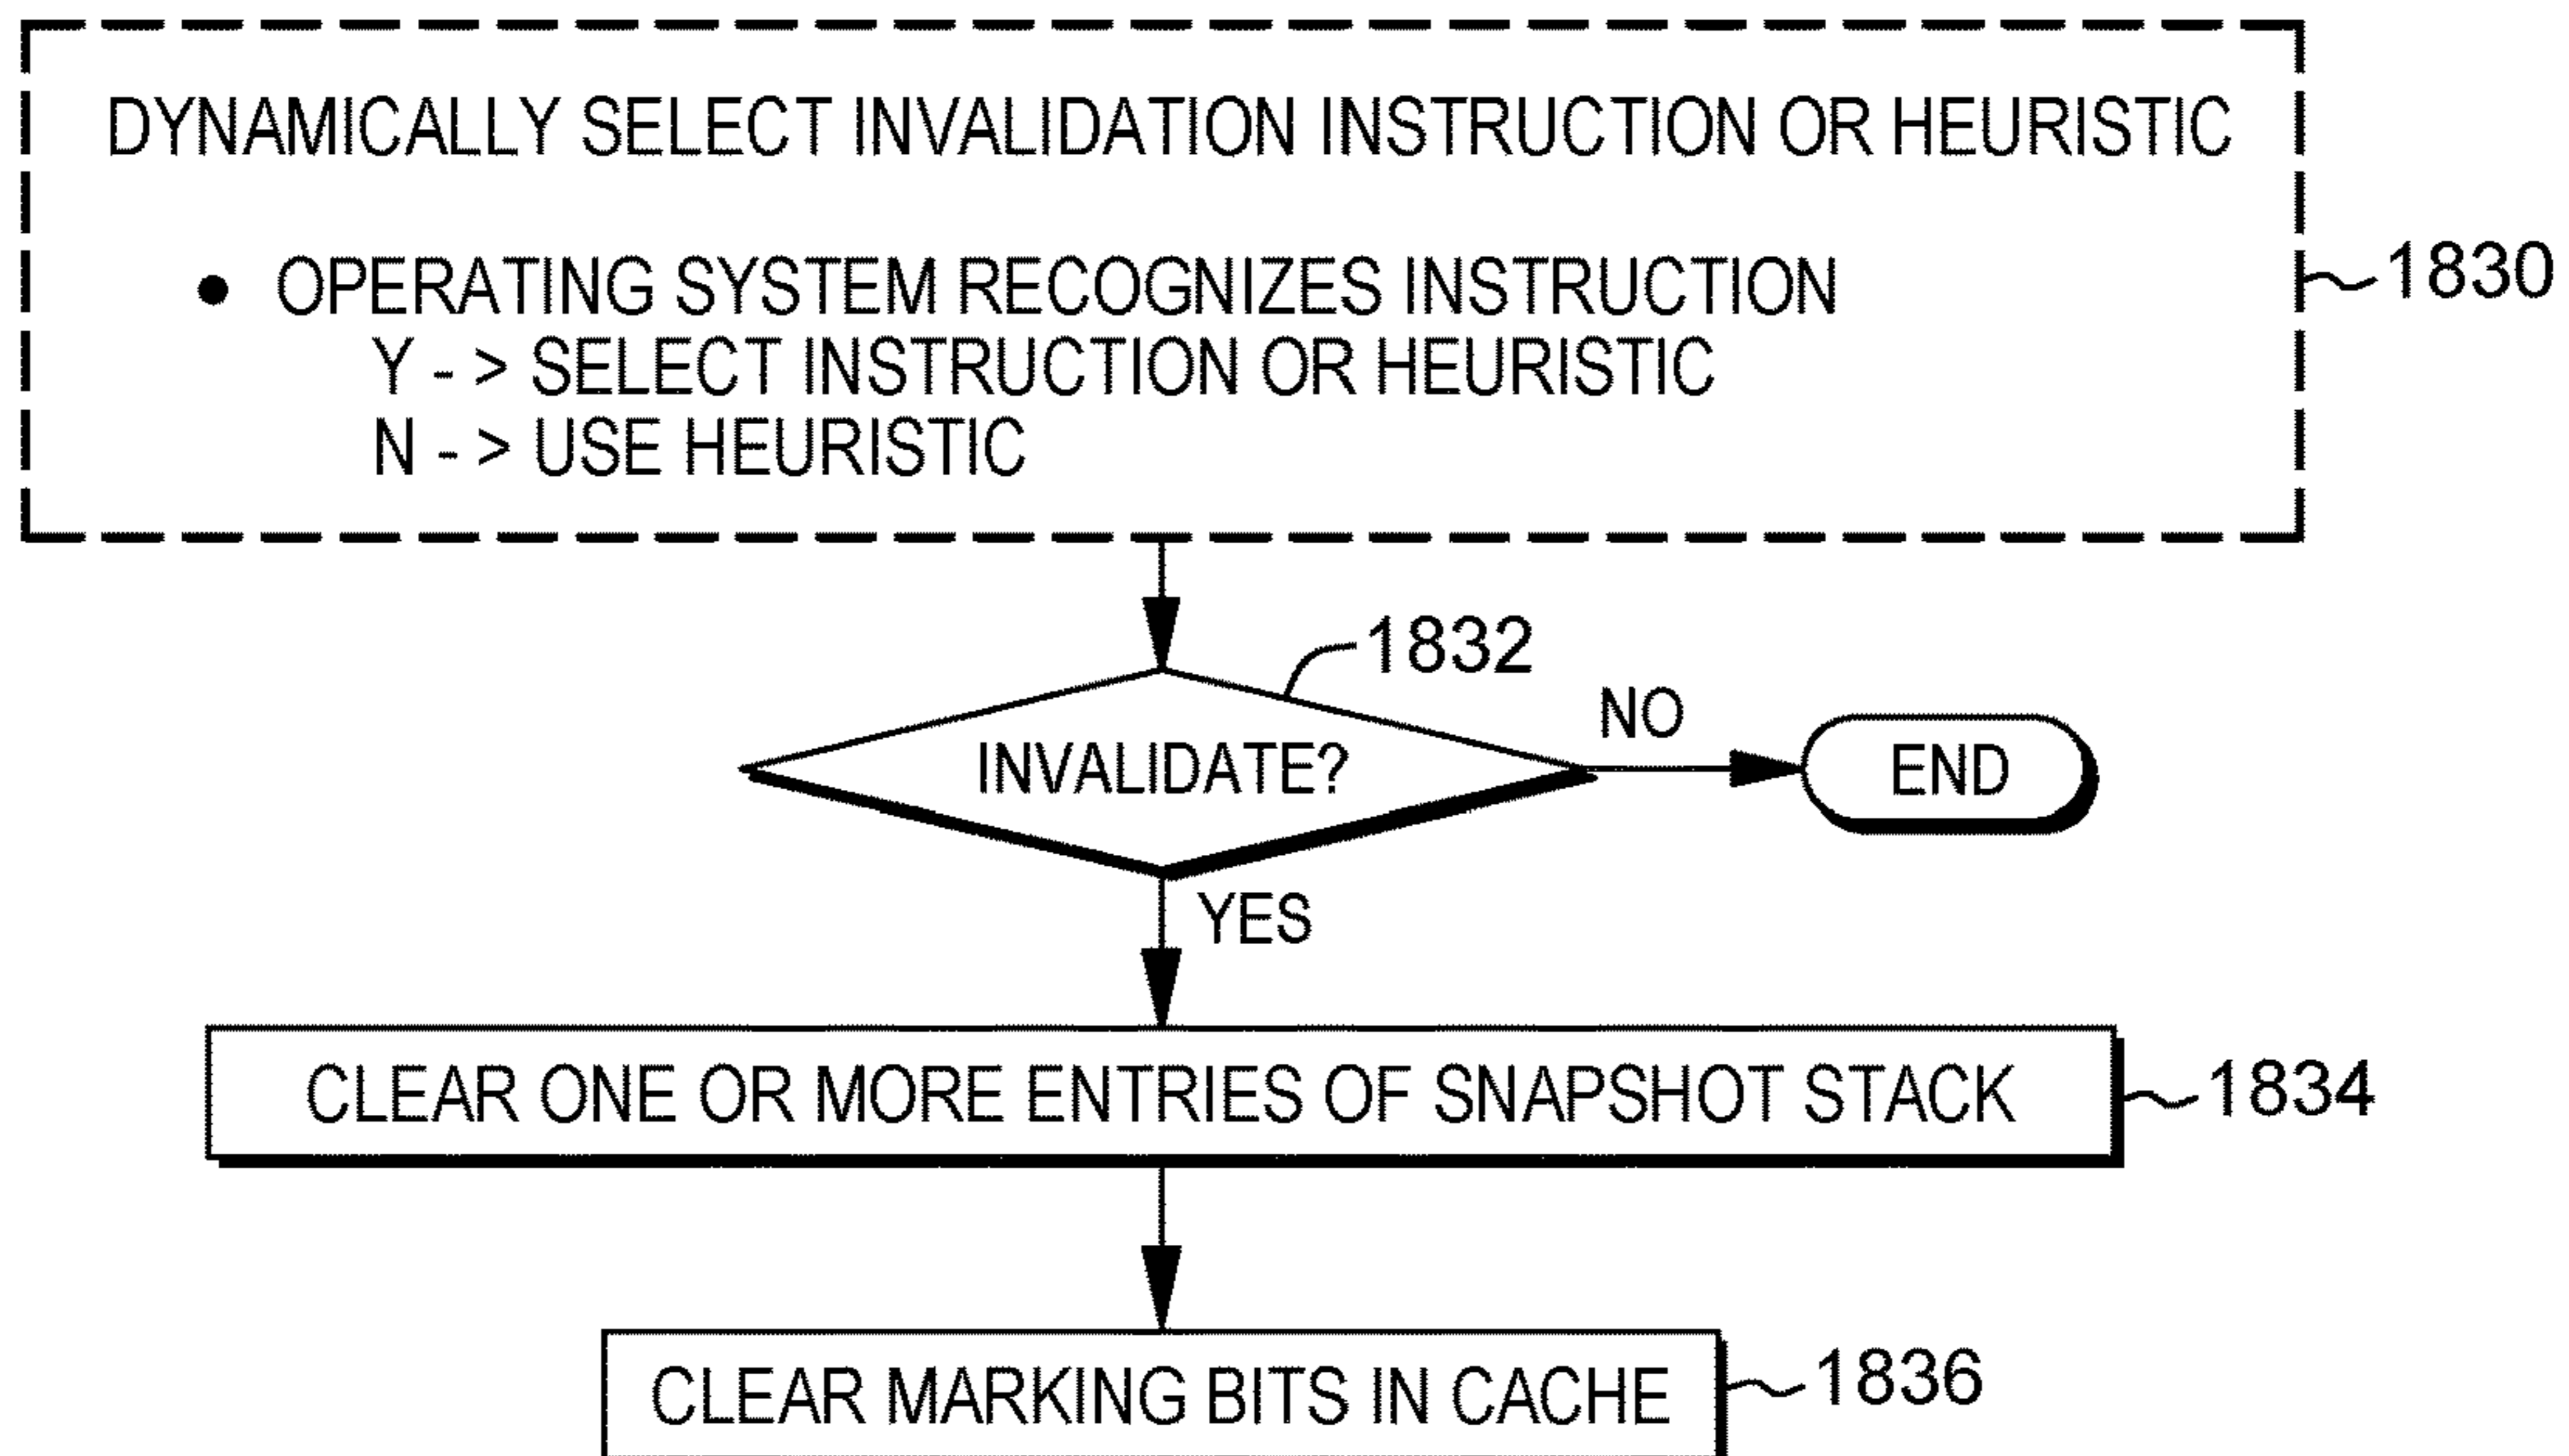 DYNAMICALLY SELECT INVALIDATION INSTRUCTION OR HEURISTIC
• OPERATING SYSTEM RECOGNIZES INSTRUCTION
Y - > SELECT INSTRUCTION OR HEURISTIC
N - > USE HEURISTIC
1830
1832
INVALIDATE?
NO
END
YES
CLEAR ONE OR MORE ENTRIES OF SNAPSHOT STACK
1834
CLEAR MARKING BITS IN CACHE
1836